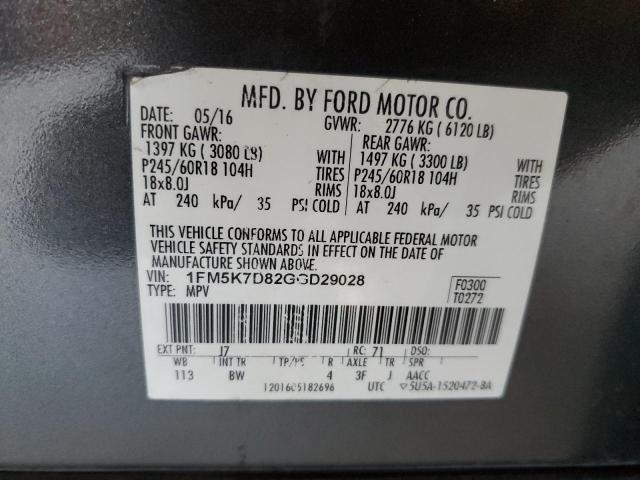 MFD. BY FORD MOTOR CO.
DATE: 05/16 GVWR: 2776 KG ( 6120 LB)
FRONT GAWR: REAR GAWR:
1397 KG ( 3080 LB) WITH 1497 KG ( 3300 LB) WITH
P245/60R18 104H TIRES P245/60R18 104H TIRES
18x8.0J RIMS 18x8.0J RIMS
AT 240 kPa/ 35 PSI COLD AT 240 kPa/ 35 PSI COLD
THIS VEHICLE CONFORMS TO ALL APPLICABLE FEDERAL MOTOR
VEHICLE SAFETY STANDARDS IN EFFECT ON THE DATE OF
MANUFACTURE SHOWN ABOVE.
VIN: 1FM5K7D82GGD29028 F0300
TYPE: MPV T0272
EXT PNT: J7 RC: 71 DSO:
WB INT TR TP/PS R AXLE TR SPR
113 BW 4 3F J AACC
1201605182696 UTC ▽5U5A-1520472-BA